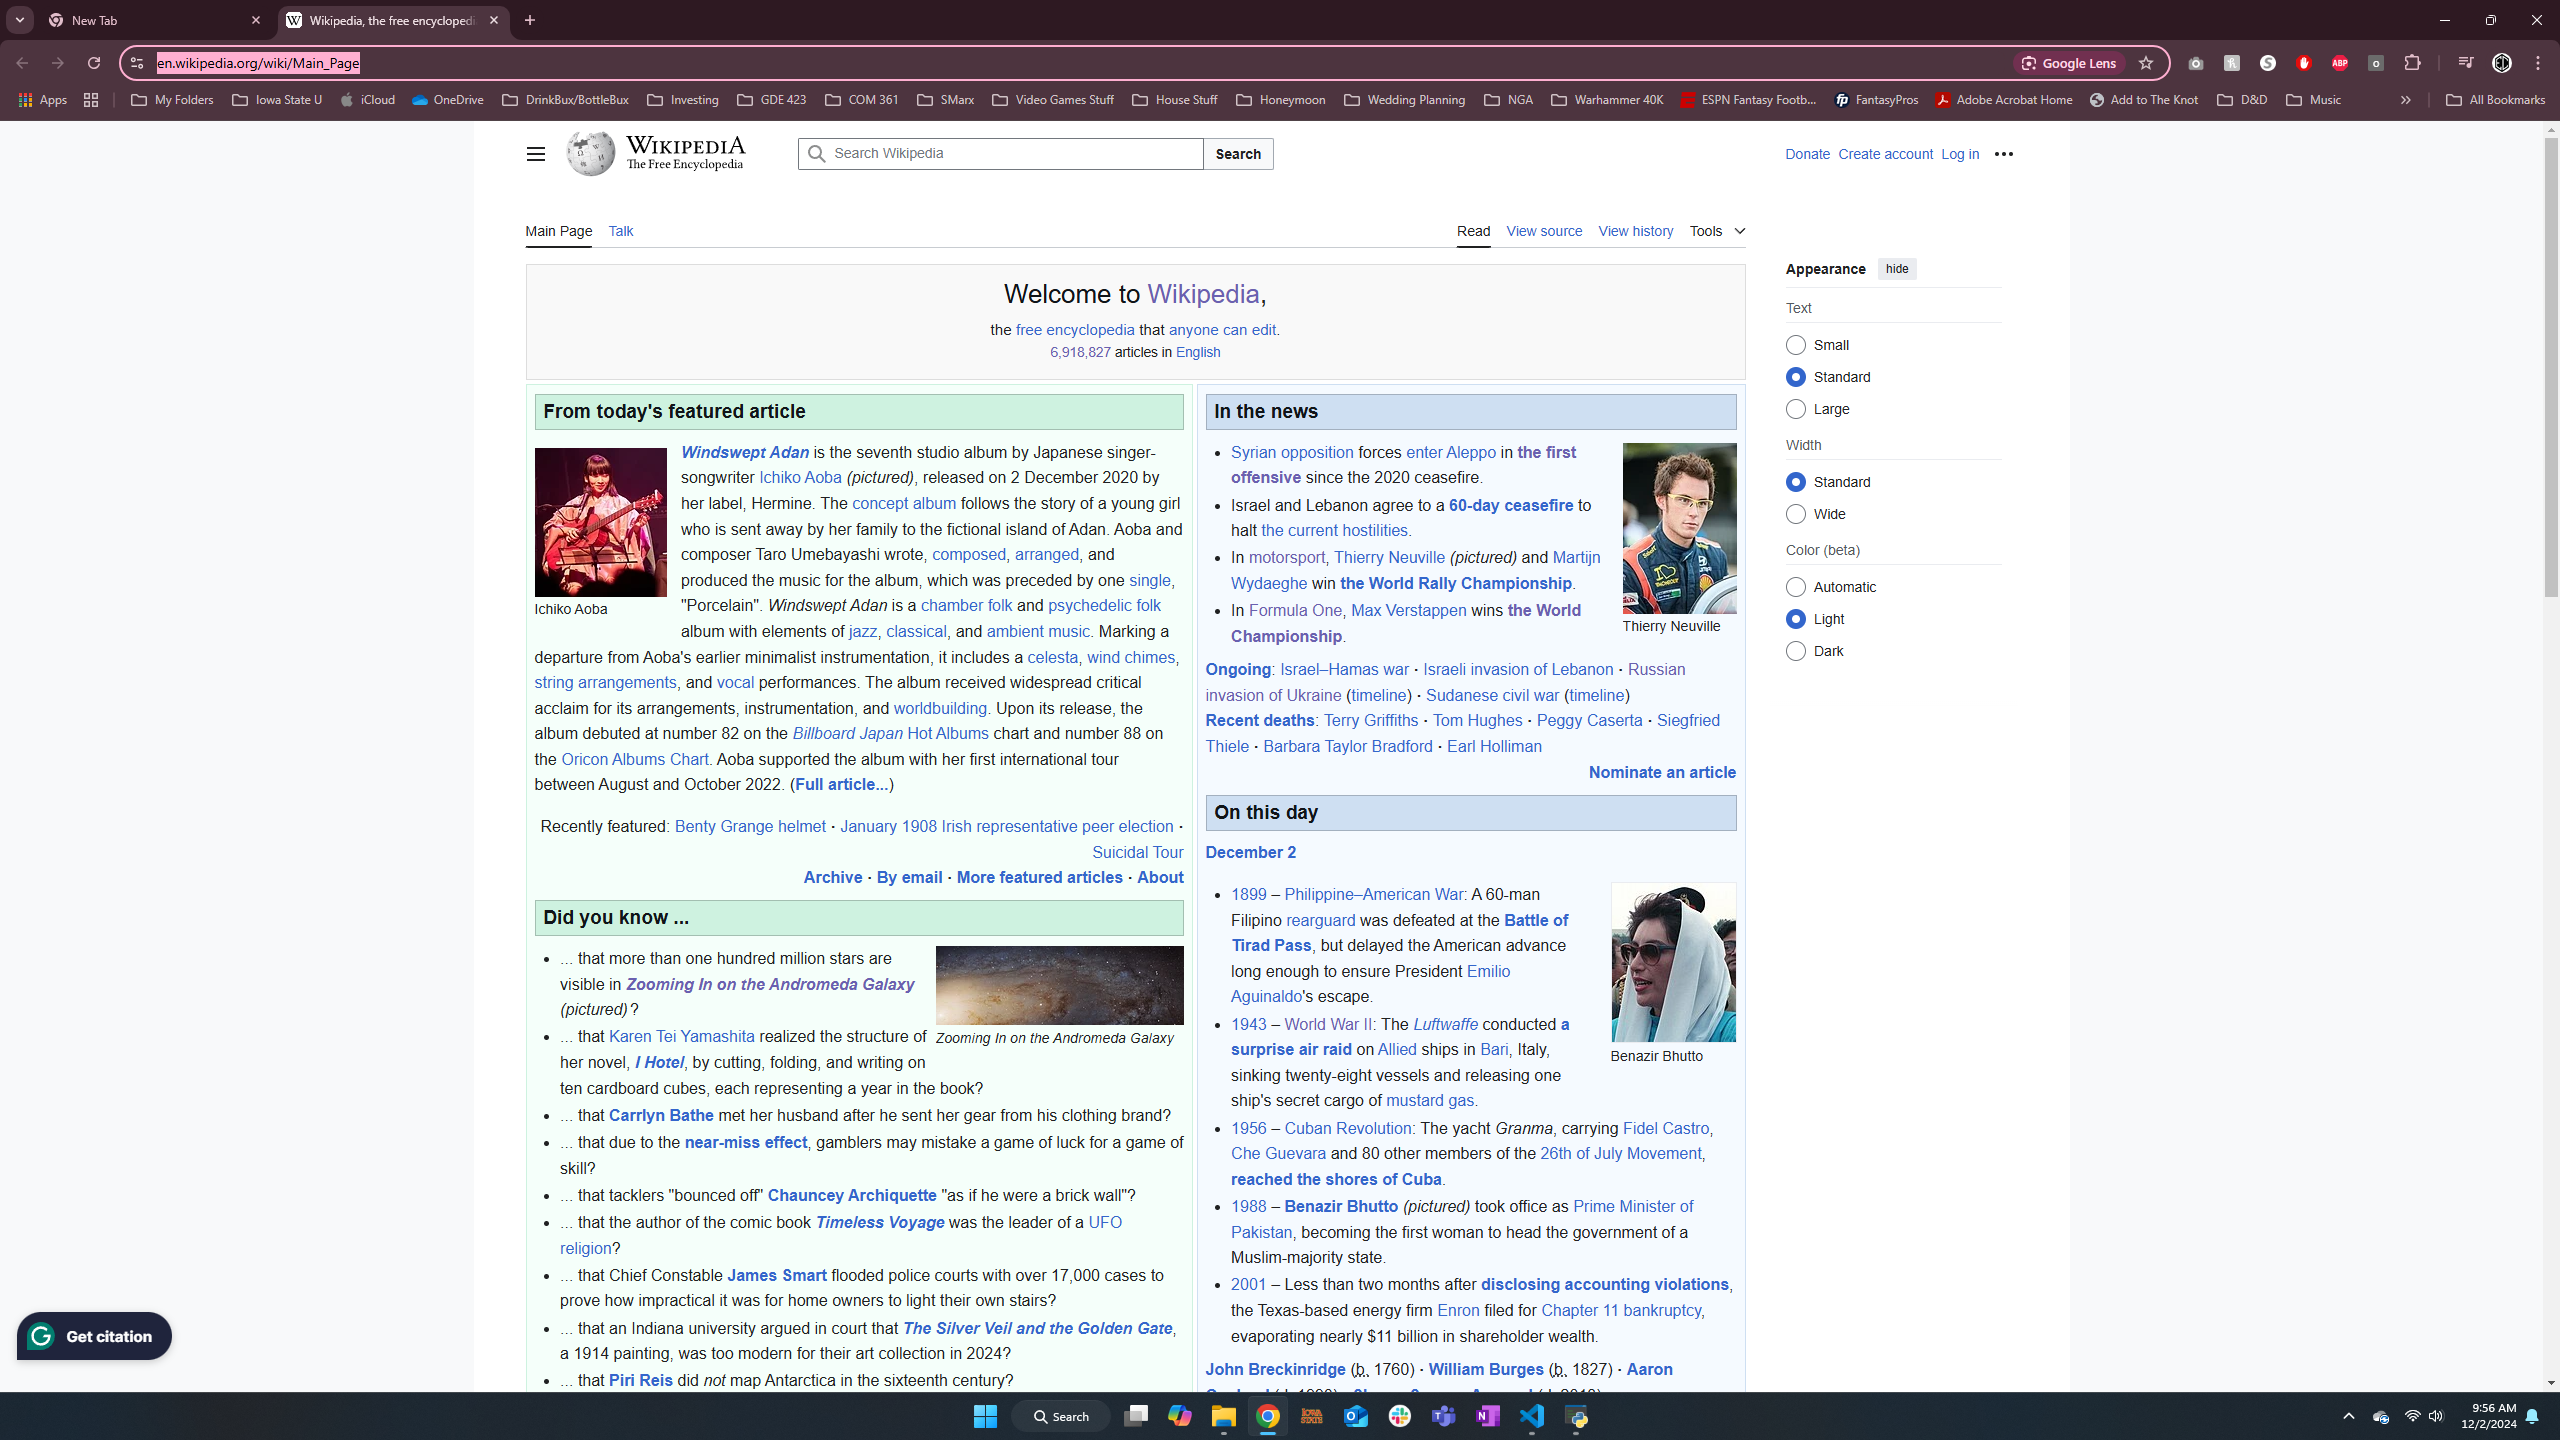 New Tab
Wikipedia, the free encyclopedi
en.wikipedia.org/wiki/Main_Page
Google Lens
ABP
Apps
My Folders
Iowa State U
iCloud
OneDrive
DrinkBux/BottleBux
Investing
GDE 423
COM 361
SMarx
Video Games Stuff
House Stuff
Honeymoon
Wedding Planning
NGA
Warhammer 40K
ESPN Fantasy Footb...
FantasyPros
Adobe Acrobat Home
Add to The Knot
D&D
Music
All Bookmarks
WIKIPEDIA
The Free Encyclopedia
Search Wikipedia
Search
Donate Create account Log in
Main Page Talk
Read View source View history Tools
Welcome to Wikipedia,
the free encyclopedia that anyone can edit.
6,918,827 articles in English
Appearance hide
Text
Small
Standard
Large
Width
Standard
Wide
Color (beta)
Automatic
Light
Dark
From today's featured article
Windswept Adan is the seventh studio album by Japanese singer-
songwriter Ichiko Aoba (pictured), released on 2 December 2020 by
her label, Hermine. The concept album follows the story of a young girl
who is sent away by her family to the fictional island of Adan. Aoba and
composer Taro Umebayashi wrote, composed, arranged, and
produced the music for the album, which was preceded by one single,
"Porcelain". Windswept Adan is a chamber folk and psychedelic folk
album with elements of jazz, classical, and ambient music. Marking a
departure from Aoba's earlier minimalist instrumentation, it includes a celesta, wind chimes,
string arrangements, and vocal performances. The album received widespread critical
acclaim for its arrangements, instrumentation, and worldbuilding. Upon its release, the
album debuted at number 82 on the Billboard Japan Hot Albums chart and number 88 on
the Oricon Albums Chart. Aoba supported the album with her first international tour
between August and October 2022. (Full article...)
Ichiko Aoba
Recently featured: Benty Grange helmet · January 1908 Irish representative peer election ·
Suicidal Tour
Archive · By email · More featured articles · About
Did you know ...
... that more than one hundred million stars are
visible in Zooming In on the Andromeda Galaxy
(pictured)?
... that Karen Tei Yamashita realized the structure of
her novel, I Hotel, by cutting, folding, and writing on
ten cardboard cubes, each representing a year in the book?
Zooming In on the Andromeda Galaxy
... that Carrlyn Bathe met her husband after he sent her gear from his clothing brand?
... that due to the near-miss effect, gamblers may mistake a game of luck for a game of
skill?
... that tacklers "bounced off" Chauncey Archiquette "as if he were a brick wall"?
... that the author of the comic book Timeless Voyage was the leader of a UFO
religion?
... that Chief Constable James Smart flooded police courts with over 17,000 cases to
prove how impractical it was for home owners to light their own stairs?
... that an Indiana university argued in court that The Silver Veil and the Golden Gate,
a 1914 painting, was too modern for their art collection in 2024?
... that Piri Reis did not map Antarctica in the sixteenth century?
In the news
Syrian opposition forces enter Aleppo in the first
offensive since the 2020 ceasefire.
Israel and Lebanon agree to a 60-day ceasefire to
halt the current hostilities.
In motorsport, Thierry Neuville (pictured) and Martijn
Wydaeghe win the World Rally Championship.
In Formula One, Max Verstappen wins the World
Championship.
Thierry Neuville
Ongoing: Israel–Hamas war · Israeli invasion of Lebanon · Russian
invasion of Ukraine (timeline) · Sudanese civil war (timeline)
Recent deaths: Terry Griffiths · Tom Hughes · Peggy Caserta · Siegfried
Thiele · Barbara Taylor Bradford · Earl Holliman
Nominate an article
On this day
December 2
1899 – Philippine–American War: A 60-man
Filipino rearguard was defeated at the Battle of
Tirad Pass, but delayed the American advance
long enough to ensure President Emilio
Aguinaldo's escape.
1943 – World War II: The Luftwaffe conducted a
surprise air raid on Allied ships in Bari, Italy,
sinking twenty-eight vessels and releasing one
ship's secret cargo of mustard gas.
Benazir Bhutto
1956 – Cuban Revolution: The yacht Granma, carrying Fidel Castro,
Che Guevara and 80 other members of the 26th of July Movement,
reached the shores of Cuba.
1988 – Benazir Bhutto (pictured) took office as Prime Minister of
Pakistan, becoming the first woman to head the government of a
Muslim-majority state.
2001 – Less than two months after disclosing accounting violations,
the Texas-based energy firm Enron filed for Chapter 11 bankruptcy,
evaporating nearly $11 billion in shareholder wealth.
John Breckinridge (b. 1760) · William Burges (b. 1827) · Aaron
Get citation
Search
9:56 AM
12/2/2024